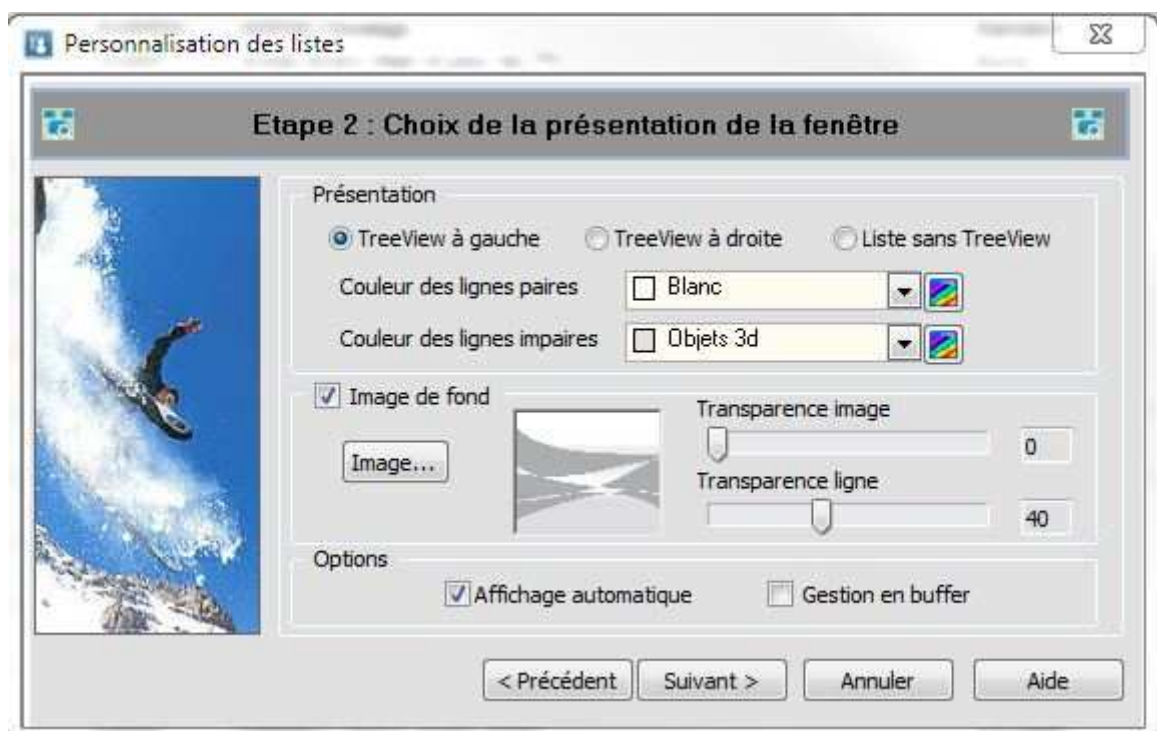 Personnalisation des listes
Etape 2 : Choix de la présentation de la fenêtre
Présentation
TreeView à gauche TreeView à droite Liste sans TreeView
Couleur des lignes paires Blanc
Couleur des lignes impaires Objets 3d
Image de fond
Transparence image
Image... 0
Transparence ligne
40
Options
Affichage automatique Gestion en buffer
< Précédent Suivant > Annuler Aide